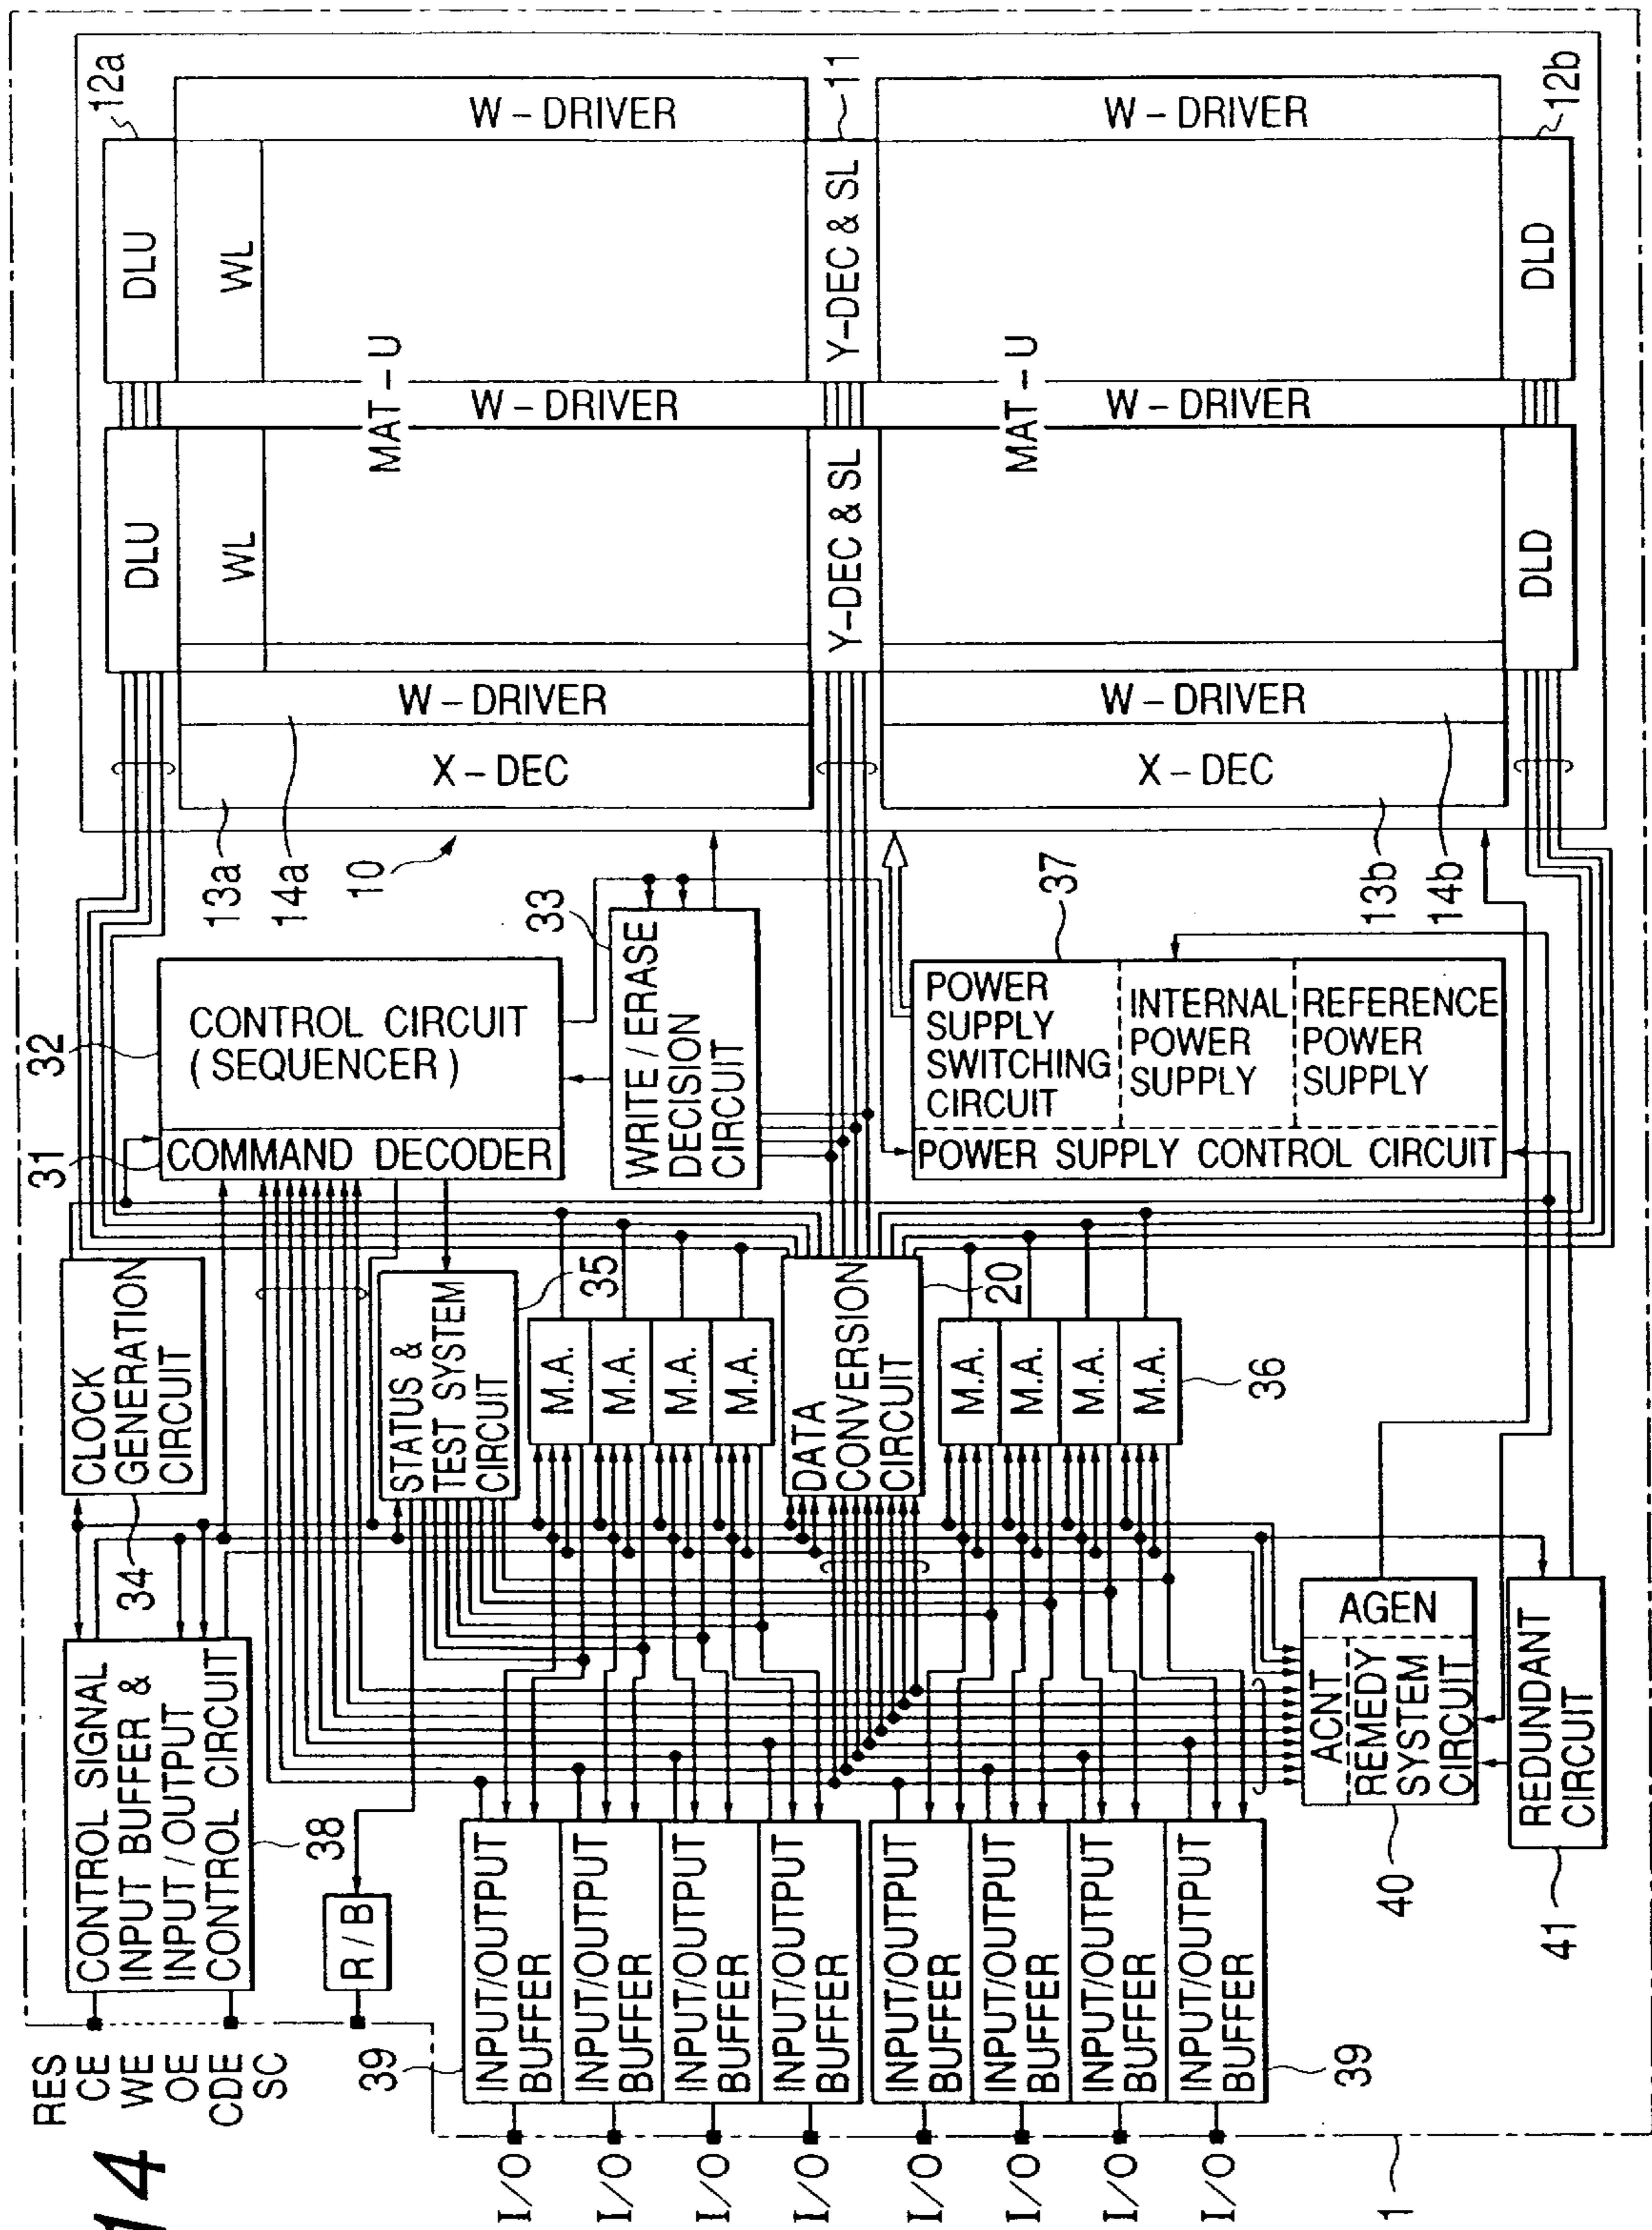 14
RES
CE
WE
OE
CDE
SC
CONTROL SIGNAL
INPUT BUFFER &
INPUT / OUTPUT
CONTROL CIRCUIT
38
34
CLOCK
GENERATION
CIRCUIT
R / B
31
32
CONTROL CIRCUIT
( SEQUENCER )
COMMAND DECODER
STATUS &
TEST SYSTEM
CIRCUIT
35
33
WRITE / ERASE
DECISION
CIRCUIT
10
13a
14a
12a
DLU
DLU
WL
WL
MAT - U
X - DEC
W - DRIVER
W - DRIVER
W - DRIVER
Y-DEC & SL
Y-DEC & SL
11
MAT - U
X - DEC
W - DRIVER
W - DRIVER
W - DRIVER
DLD
DLD
12b
13b
14b
39
I/O
INPUT/OUTPUT
BUFFER
I/O
INPUT/OUTPUT
BUFFER
I/O
INPUT/OUTPUT
BUFFER
I/O
INPUT/OUTPUT
BUFFER
I/O
INPUT/OUTPUT
BUFFER
I/O
INPUT/OUTPUT
BUFFER
I/O
INPUT/OUTPUT
BUFFER
I/O
INPUT/OUTPUT
BUFFER
39
M.A.
M.A.
M.A.
M.A.
DATA
CONVERSION
CIRCUIT
20
M.A.
M.A.
M.A.
M.A.
36
37
POWER
SUPPLY
SWITCHING
CIRCUIT
INTERNAL
POWER
SUPPLY
REFERENCE
POWER
SUPPLY
POWER SUPPLY CONTROL CIRCUIT
ACNT
AGEN
REMEDY
SYSTEM
CIRCUIT
40
REDUNDANT
CIRCUIT
41
1